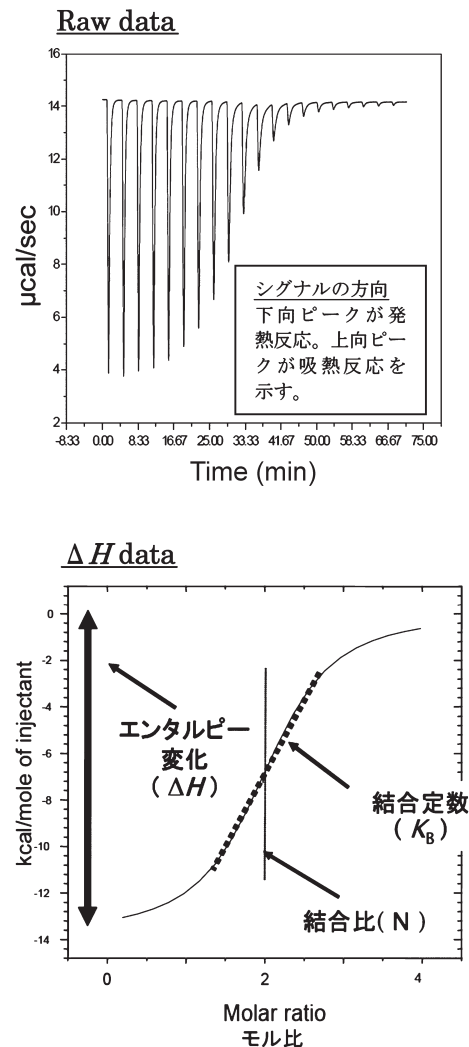 Raw data
16
14
12
10
8
6
4
2
μcal/sec
シグナルの方向
下向ピークが発
熱反応。上向ピー
クが吸熱反応を
示す。
-8.33 0.00 8.33 16.67 25.00 33.33 41.67 50.00 58.33 66.67 75.00
Time (min)
ΔH data
0
-2
-4
-6
-8
-10
-12
-14
kcal/mole of injectant
エンタルピー
変化
(ΔH)
結合定数
(KB)
結合比(N)
0 2 4
Molar ratio
モル比